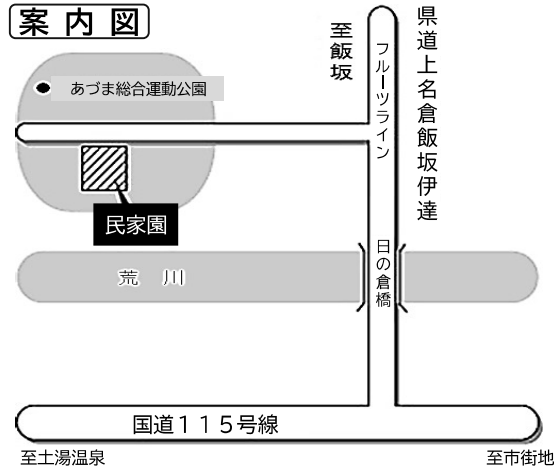 案内図
県道上名倉飯坂伊達
至飯坂
フルーツライン
あづま総合運動公園
民家園
日の倉橋
荒川
国道１１５号線
至土湯温泉
至市街地